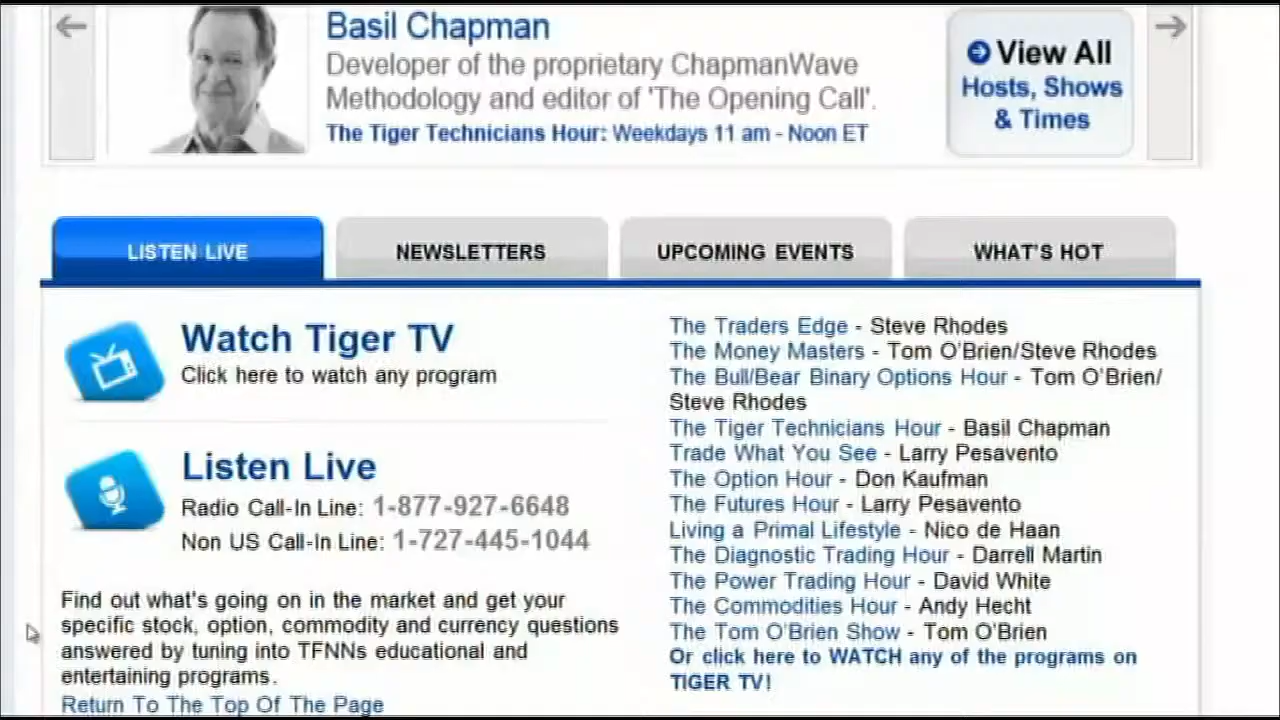 Basil Chapman
Developer of the proprietary ChapmanWave
Methodology and editor of 'The Opening Call'.
The Tiger Technicians Hour: Weekdays 11 am - Noon ET
View All
Hosts, Shows
& Times
LISTEN LIVE
NEWSLETTERS
UPCOMING EVENTS
WHAT'S HOT
Watch Tiger TV
Click here to watch any program
Listen Live
Radio Call-In Line: 1-877-927-6648
Non US Call-In Line: 1-727-445-1044
Find out what's going on in the market and get your
specific stock, option, commodity and currency questions
answered by tuning into TFNNs educational and
entertaining programs.
Return To The Top Of The Page
The Traders Edge - Steve Rhodes
The Money Masters - Tom O'Brien/Steve Rhodes
The Bull/Bear Binary Options Hour - Tom O'Brien/
Steve Rhodes
The Tiger Technicians Hour - Basil Chapman
Trade What You See - Larry Pesavento
The Option Hour - Don Kaufman
The Futures Hour - Larry Pesavento
Living a Primal Lifestyle - Nico de Haan
The Diagnostic Trading Hour - Darrell Martin
The Power Trading Hour - David White
The Commodities Hour - Andy Hecht
The Tom O'Brien Show - Tom O'Brien
Or click here to WATCH any of the programs on
TIGER TV!